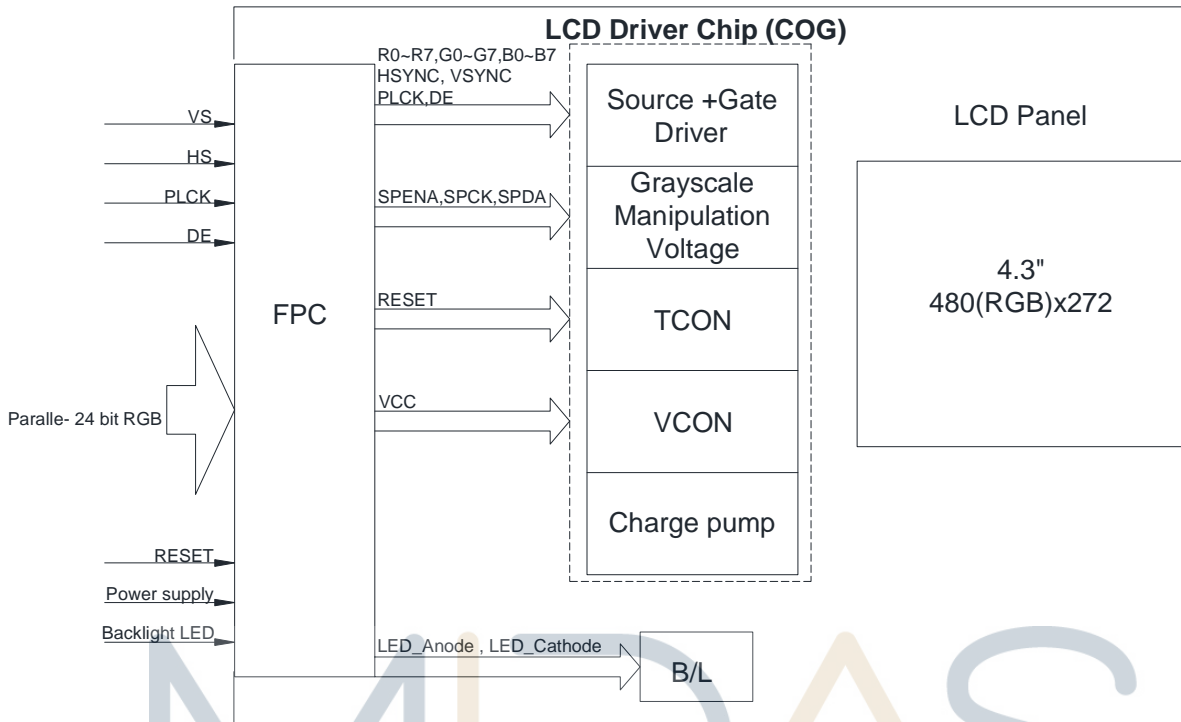 LCD Driver Chip (COG)
R0~R7,G0~G7,B0~B7
HSYNC, VSYNC
PLCK,DE
Source +Gate
Driver
LCD Panel
VS
HS
PLCK
DE
SPENA,SPCK,SPDA
Grayscale
Manipulation
Voltage
4.3"
480(RGB)x272
FPC
RESET
TCON
Paralle- 24 bit RGB
VCC
VCON
Charge pump
RESET
Power supply
Backlight LED
LED_Anode , LED_Cathode
B/L
MIDAS